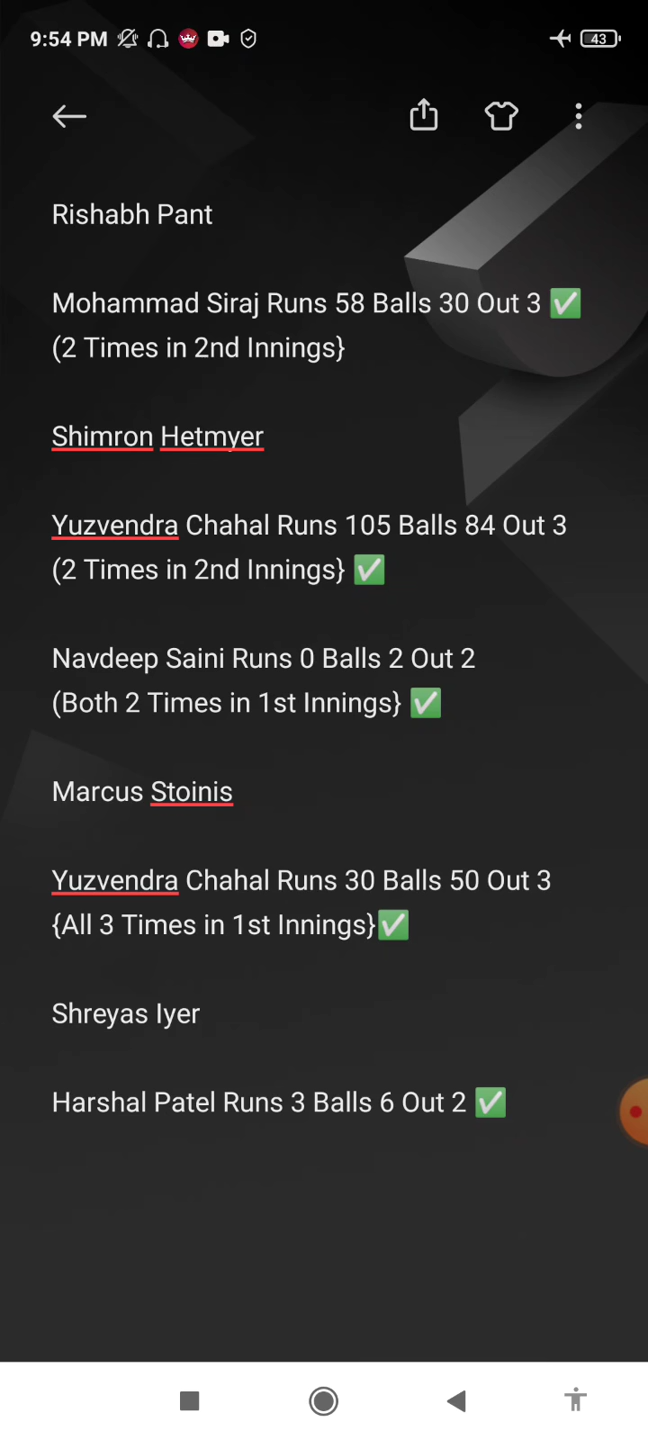 9:54 PM
43
Rishabh Pant
Mohammad Siraj Runs 58 Balls 30 Out 3 ✅
(2 Times in 2nd Innings}
Shimron Hetmyer
Yuzvendra Chahal Runs 105 Balls 84 Out 3
(2 Times in 2nd Innings} ✅
Navdeep Saini Runs 0 Balls 2 Out 2
(Both 2 Times in 1st Innings} ✅
Marcus Stoinis
Yuzvendra Chahal Runs 30 Balls 50 Out 3
{All 3 Times in 1st Innings}✅
Shreyas Iyer
Harshal Patel Runs 3 Balls 6 Out 2 ✅